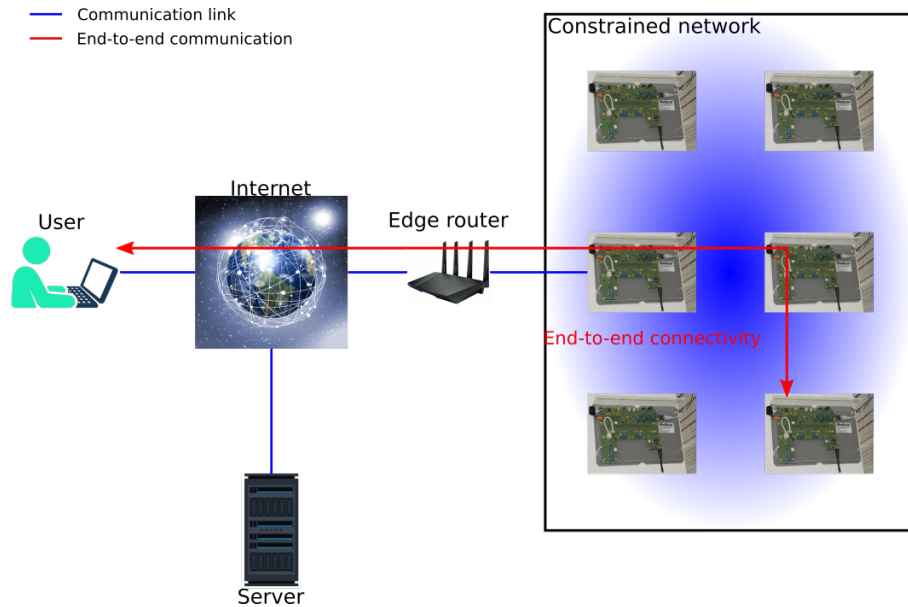 Communication link
End-to-end communication
Constrained network
Internet
User
Edge router
End-to-end connectivity
Server